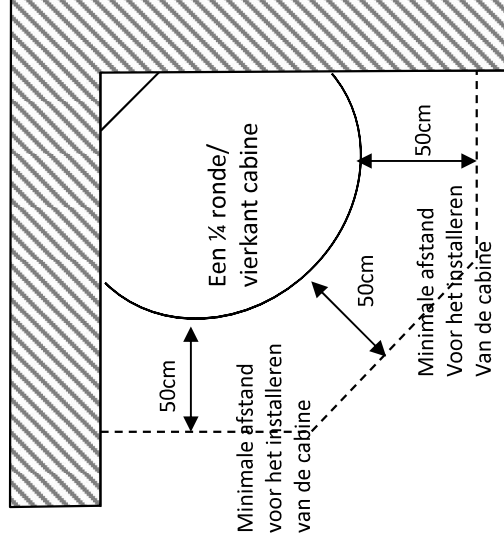 Een ¼ ronde/
vierkant cabine
50cm
Minimale afstand
voor het installeren
van de cabine
50cm
50cm
Minimale afstand
Voor het installeren
Van de cabine